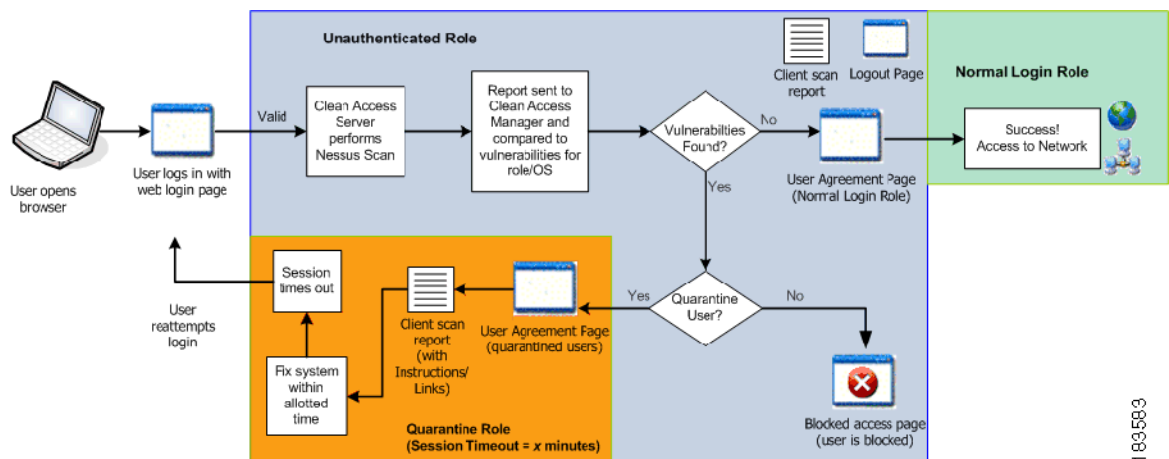 Unauthenticated Role
Client scan
report
Logout Page
Normal Login Role
User opens
browser
User logs in with
web login page
Valid
Clean Access
Server
performs
Nessus Scan
Report sent to
Clean Access
Manager and
compared to
vulnerabilities for
role/OS
Vulnerabilties
Found?
No
User Agreement Page
(Normal Login Role)
Success!
Access to Network
Yes
Quarantine
User?
No
Blocked access page
(user is blocked)
Yes
User Agreement Page
(quarantined users)
Client scan
report
(with
Instructions/
Links)
Fix system
within
allotted
time
Session
times out
User
reattempts
login
Quarantine Role
(Session Timeout = x minutes)
183583